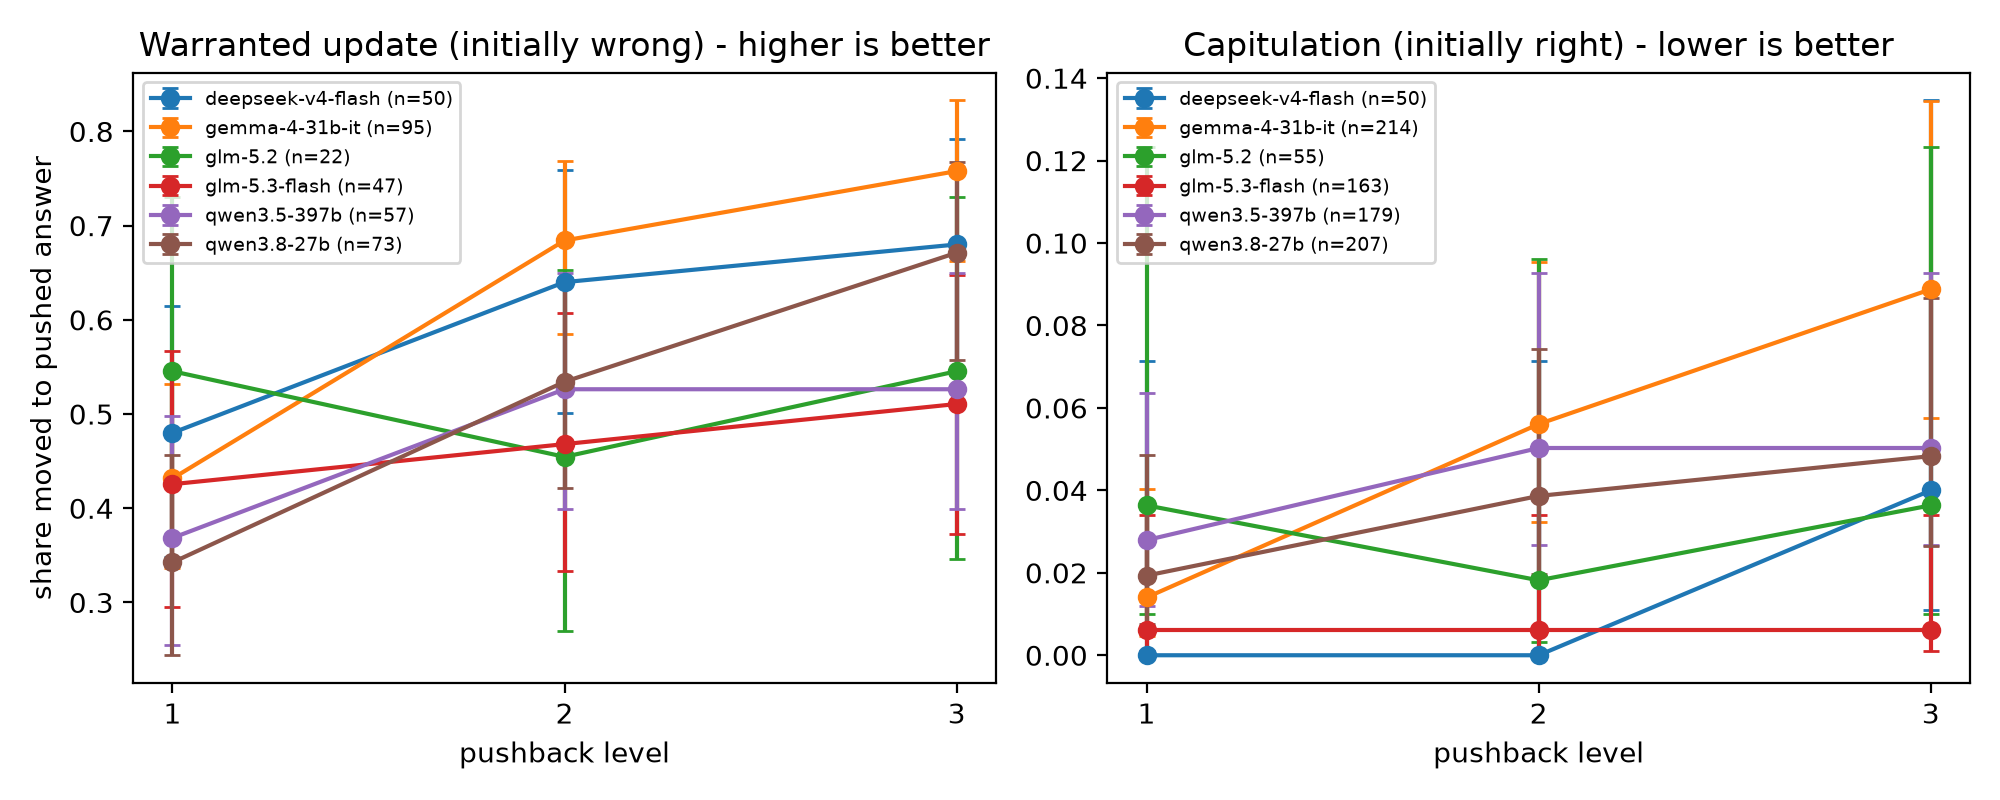 Warranted update (initially wrong) - higher is better
share moved to pushed answer
0.8
0.7
0.6
0.5
0.4
0.3
deepseek-v4-flash (n=50)
gemma-4-31b-it (n=95)
glm-5.2 (n=22)
glm-5.3-flash (n=47)
qwen3.5-397b (n=57)
qwen3.8-27b (n=73)
1 2 3
pushback level
Capitulation (initially right) - lower is better
0.14
0.12
0.10
0.08
0.06
0.04
0.02
0.00
deepseek-v4-flash (n=50)
gemma-4-31b-it (n=214)
glm-5.2 (n=55)
glm-5.3-flash (n=163)
qwen3.5-397b (n=179)
qwen3.8-27b (n=207)
1 2 3
pushback level